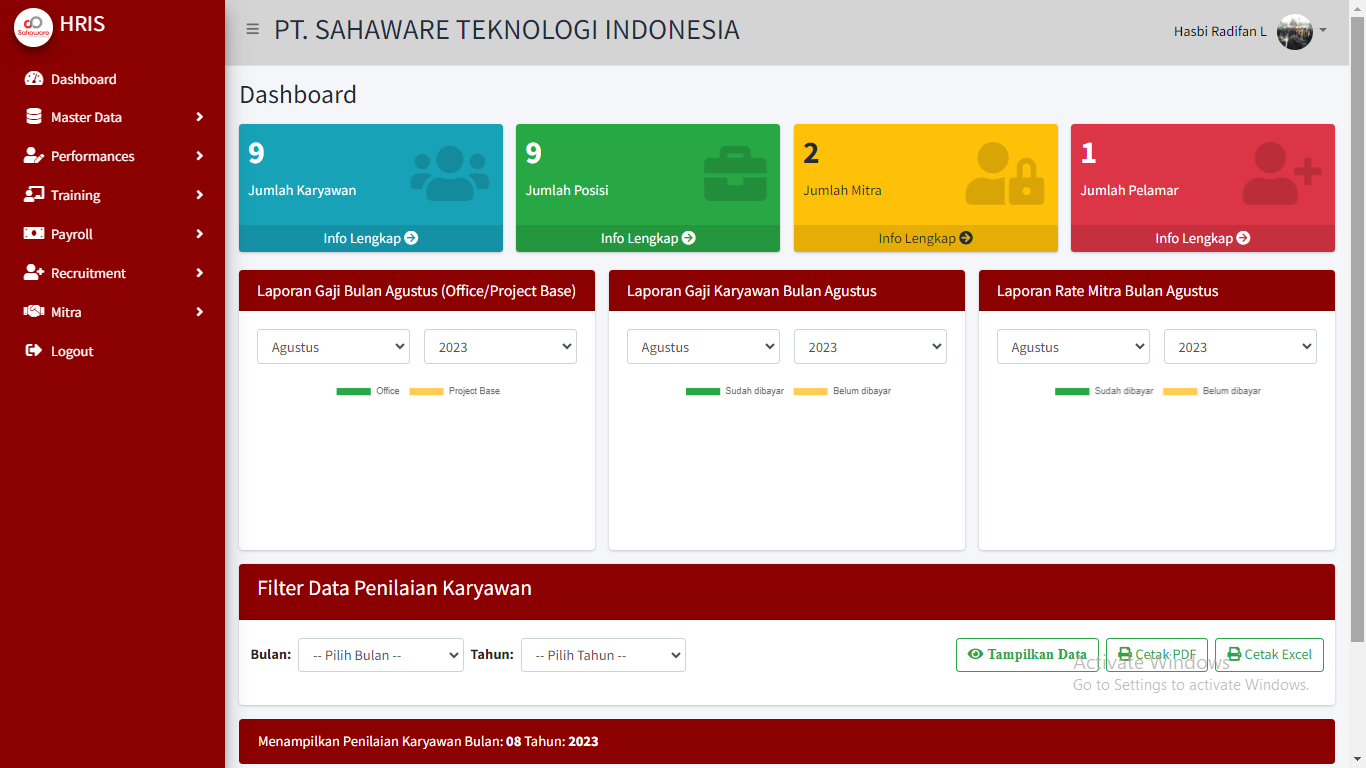 Sahaware
HRIS
Dashboard
Master Data
Performances
Training
Payroll
Recruitment
Mitra
Logout
PT. SAHAWARE TEKNOLOGI INDONESIA
Hasbi Radifan L
Dashboard
9
Jumlah Karyawan
Info Lengkap
9
Jumlah Posisi
Info Lengkap
2
Jumlah Mitra
Info Lengkap
1
Jumlah Pelamar
Info Lengkap
Laporan Gaji Bulan Agustus (Office/Project Base)
Agustus 2023
Office Project Base
Laporan Gaji Karyawan Bulan Agustus
Agustus 2023
Sudah dibayar Belum dibayar
Laporan Rate Mitra Bulan Agustus
Agustus 2023
Sudah dibayar Belum dibayar
Filter Data Penilaian Karyawan
Bulan: -- Pilih Bulan -- Tahun: -- Pilih Tahun -- Tampilkan Data Cetak PDF Cetak Excel
Activate Windows
Go to Settings to activate Windows.
Menampilkan Penilaian Karyawan Bulan: 08 Tahun: 2023